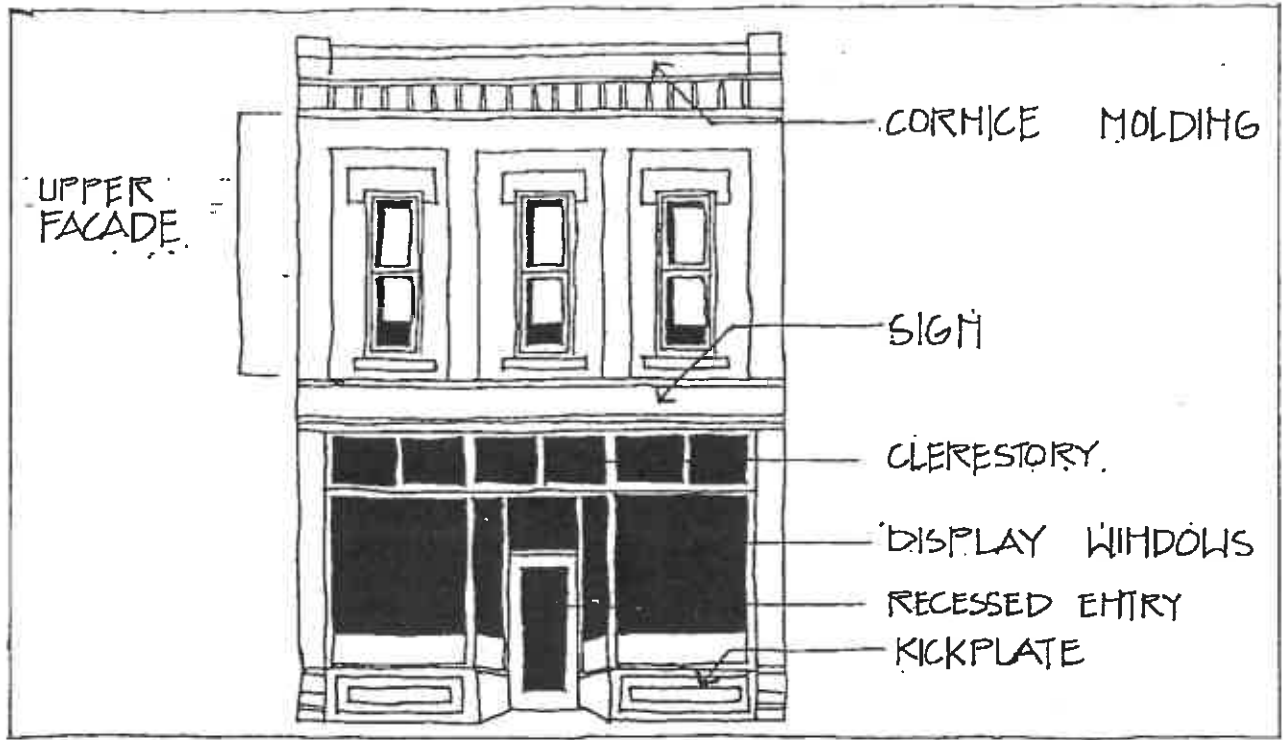 CORNICE MOLDING
UPPER
FACADE.
SIGN
CLERESTORY.
DISPLAY WINDOWS
RECESSED ENTRY
KICKPLATE